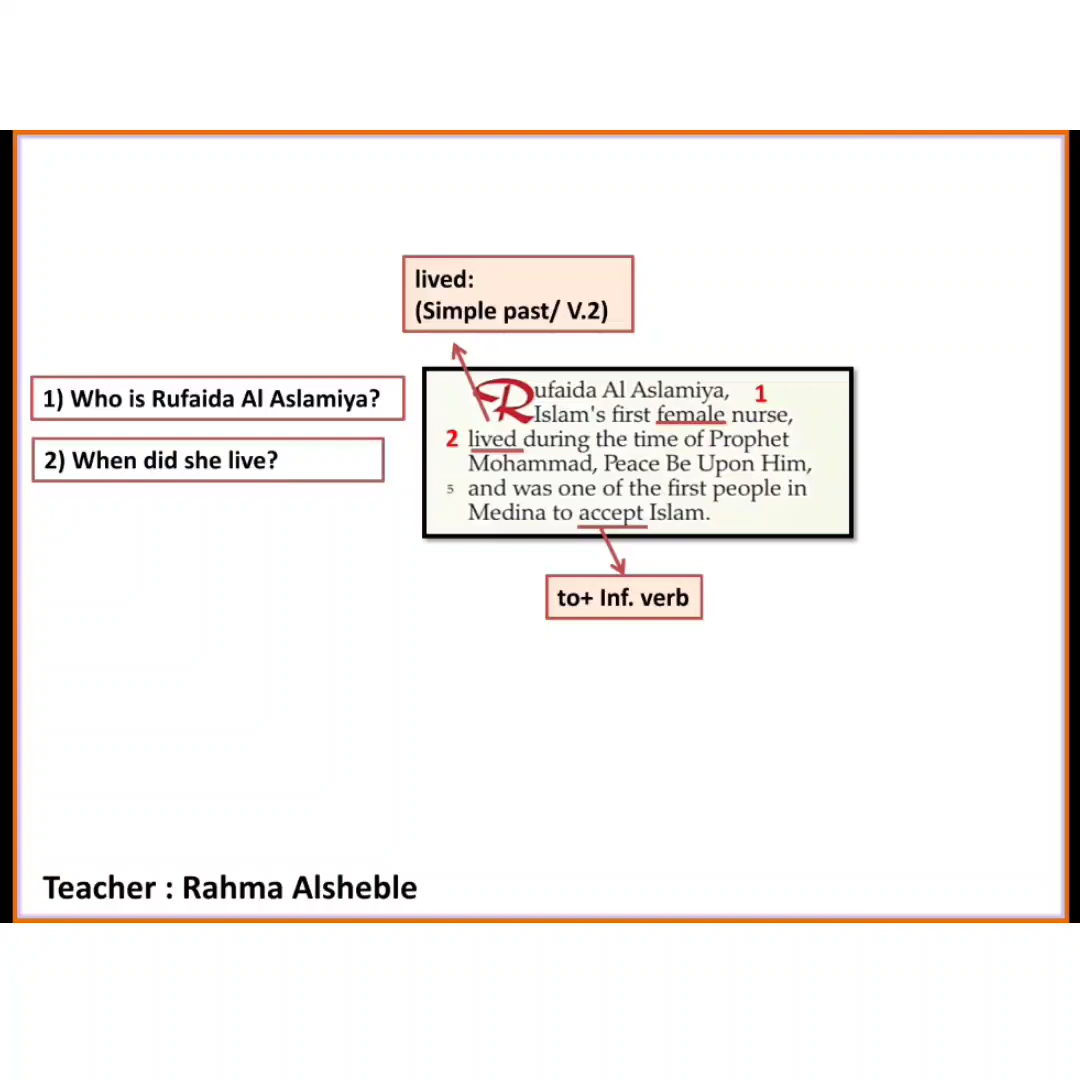 lived:
(Simple past/ V.2)
1) Who is Rufaida Al Aslamiya?
2) When did she live?
Rufaida Al Aslamiya, 1
Islam's first female nurse,
2 lived during the time of Prophet
Mohammad, Peace Be Upon Him,
5 and was one of the first people in
Medina to accept Islam.
to+ Inf. verb
Teacher : Rahma Alsheble